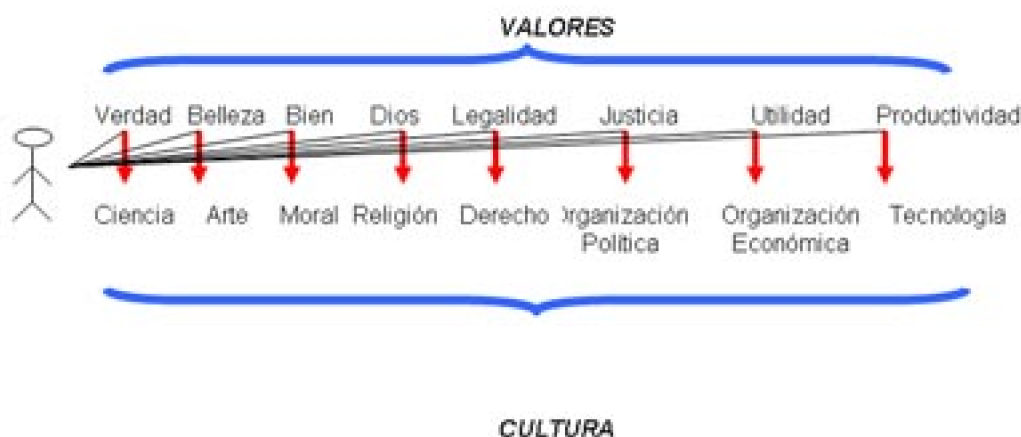 VALORES
Verdad Belleza Bien Dios Legalidad Justicia Utilidad Productividad
Ciencia Arte Moral Religión Derecho rganización Organización Tecnología
Política Económica
CULTURA